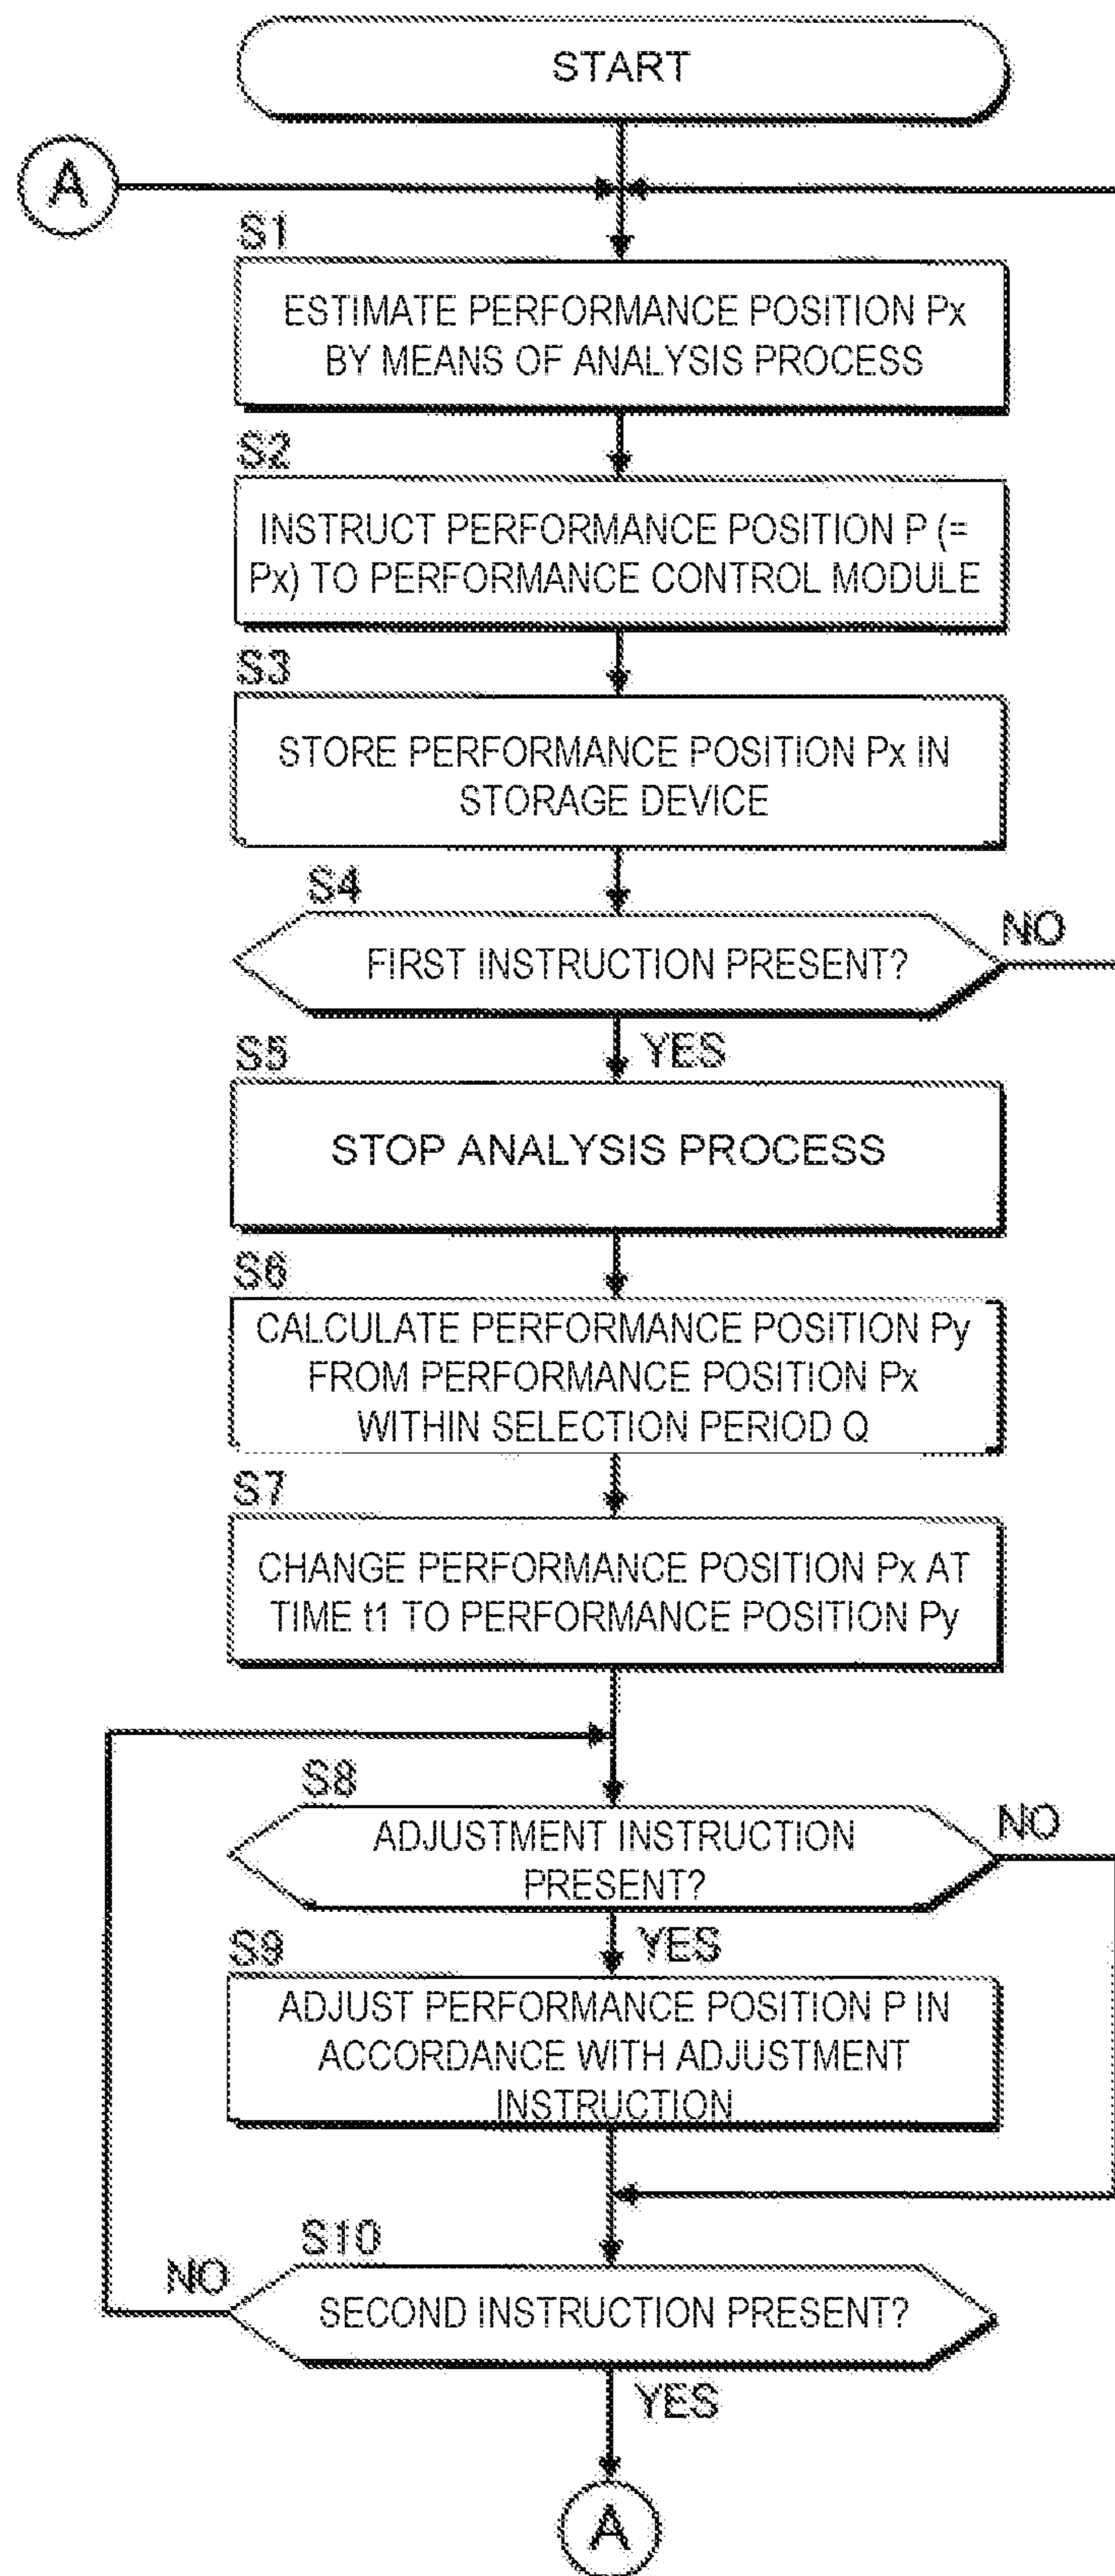 START
A
S1
ESTIMATE PERFORMANCE POSITION Px
BY MEANS OF ANALYSIS PROCESS
S2
INSTRUCT PERFORMANCE POSITION P (=
Px) TO PERFORMANCE CONTROL MODULE
S3
STORE PERFORMANCE POSITION Px IN
STORAGE DEVICE
S4
FIRST INSTRUCTION PRESENT?
NO
YES
S5
STOP ANALYSIS PROCESS
S6
CALCULATE PERFORMANCE POSITION Py
FROM PERFORMANCE POSITION Px
WITHIN SELECTION PERIOD Q
S7
CHANGE PERFORMANCE POSITION Px AT
TIME t1 TO PERFORMANCE POSITION Py
S8
ADJUSTMENT INSTRUCTION
PRESENT?
NO
YES
S9
ADJUST PERFORMANCE POSITION P IN
ACCORDANCE WITH ADJUSTMENT
INSTRUCTION
S10
NO
SECOND INSTRUCTION PRESENT?
YES
A